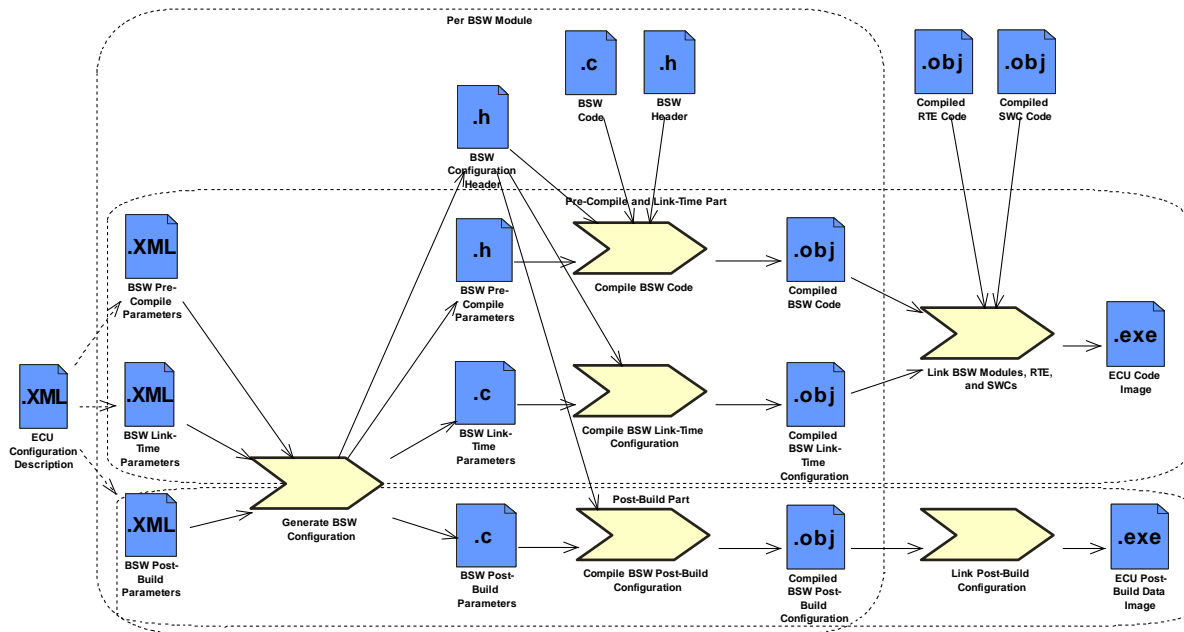 Per BSW Module
.c
.h
.obj
.obj
BSW
Code
BSW
Header
Compiled
RTE Code
Compiled
SWC Code
.h
BSW
Configuration
Header
Pre-Compile and Link-Time Part
.XML
BSW Pre-
Compile
Parameters
.h
BSW Pre-
Compile
Parameters
Compile BSW Code
.obj
Compiled
BSW Code
Link BSW Modules, RTE,
and SWCs
.exe
ECU Code
Image
.XML
ECU
Configuration
Description
.XML
BSW Link-
Time
Parameters
.c
BSW Link-
Time
Parameters
Compile BSW Link-Time
Configuration
.obj
Compiled
BSW Link-
Time
Configuration
Generate BSW
Configuration
Post-Build Part
.XML
BSW Post-
Build
Parameters
.c
BSW Post-
Build
Parameters
Compile BSW Post-Build
Configuration
.obj
Compiled
BSW Post-
Build
Configuration
Link Post-Build
Configuration
.exe
ECU Post-
Build Data
Image